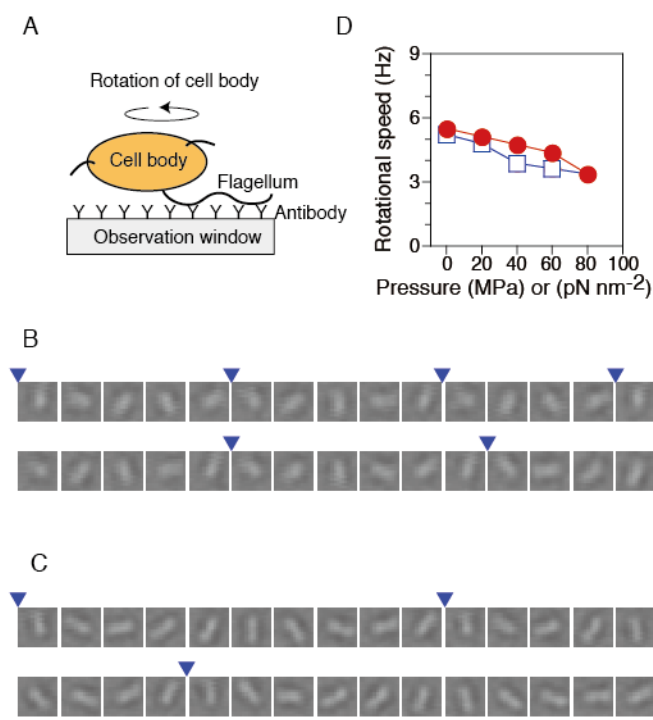 A
Rotation of cell body
Cell body
Flagellum
Y Y Y Y Y Y Y Y Y Antibody
Observation window
D
Rotational speed (Hz)
9
6
3
0
0 20 40 60 80 100
Pressure (MPa) or (pN nm⁻²)
B
C